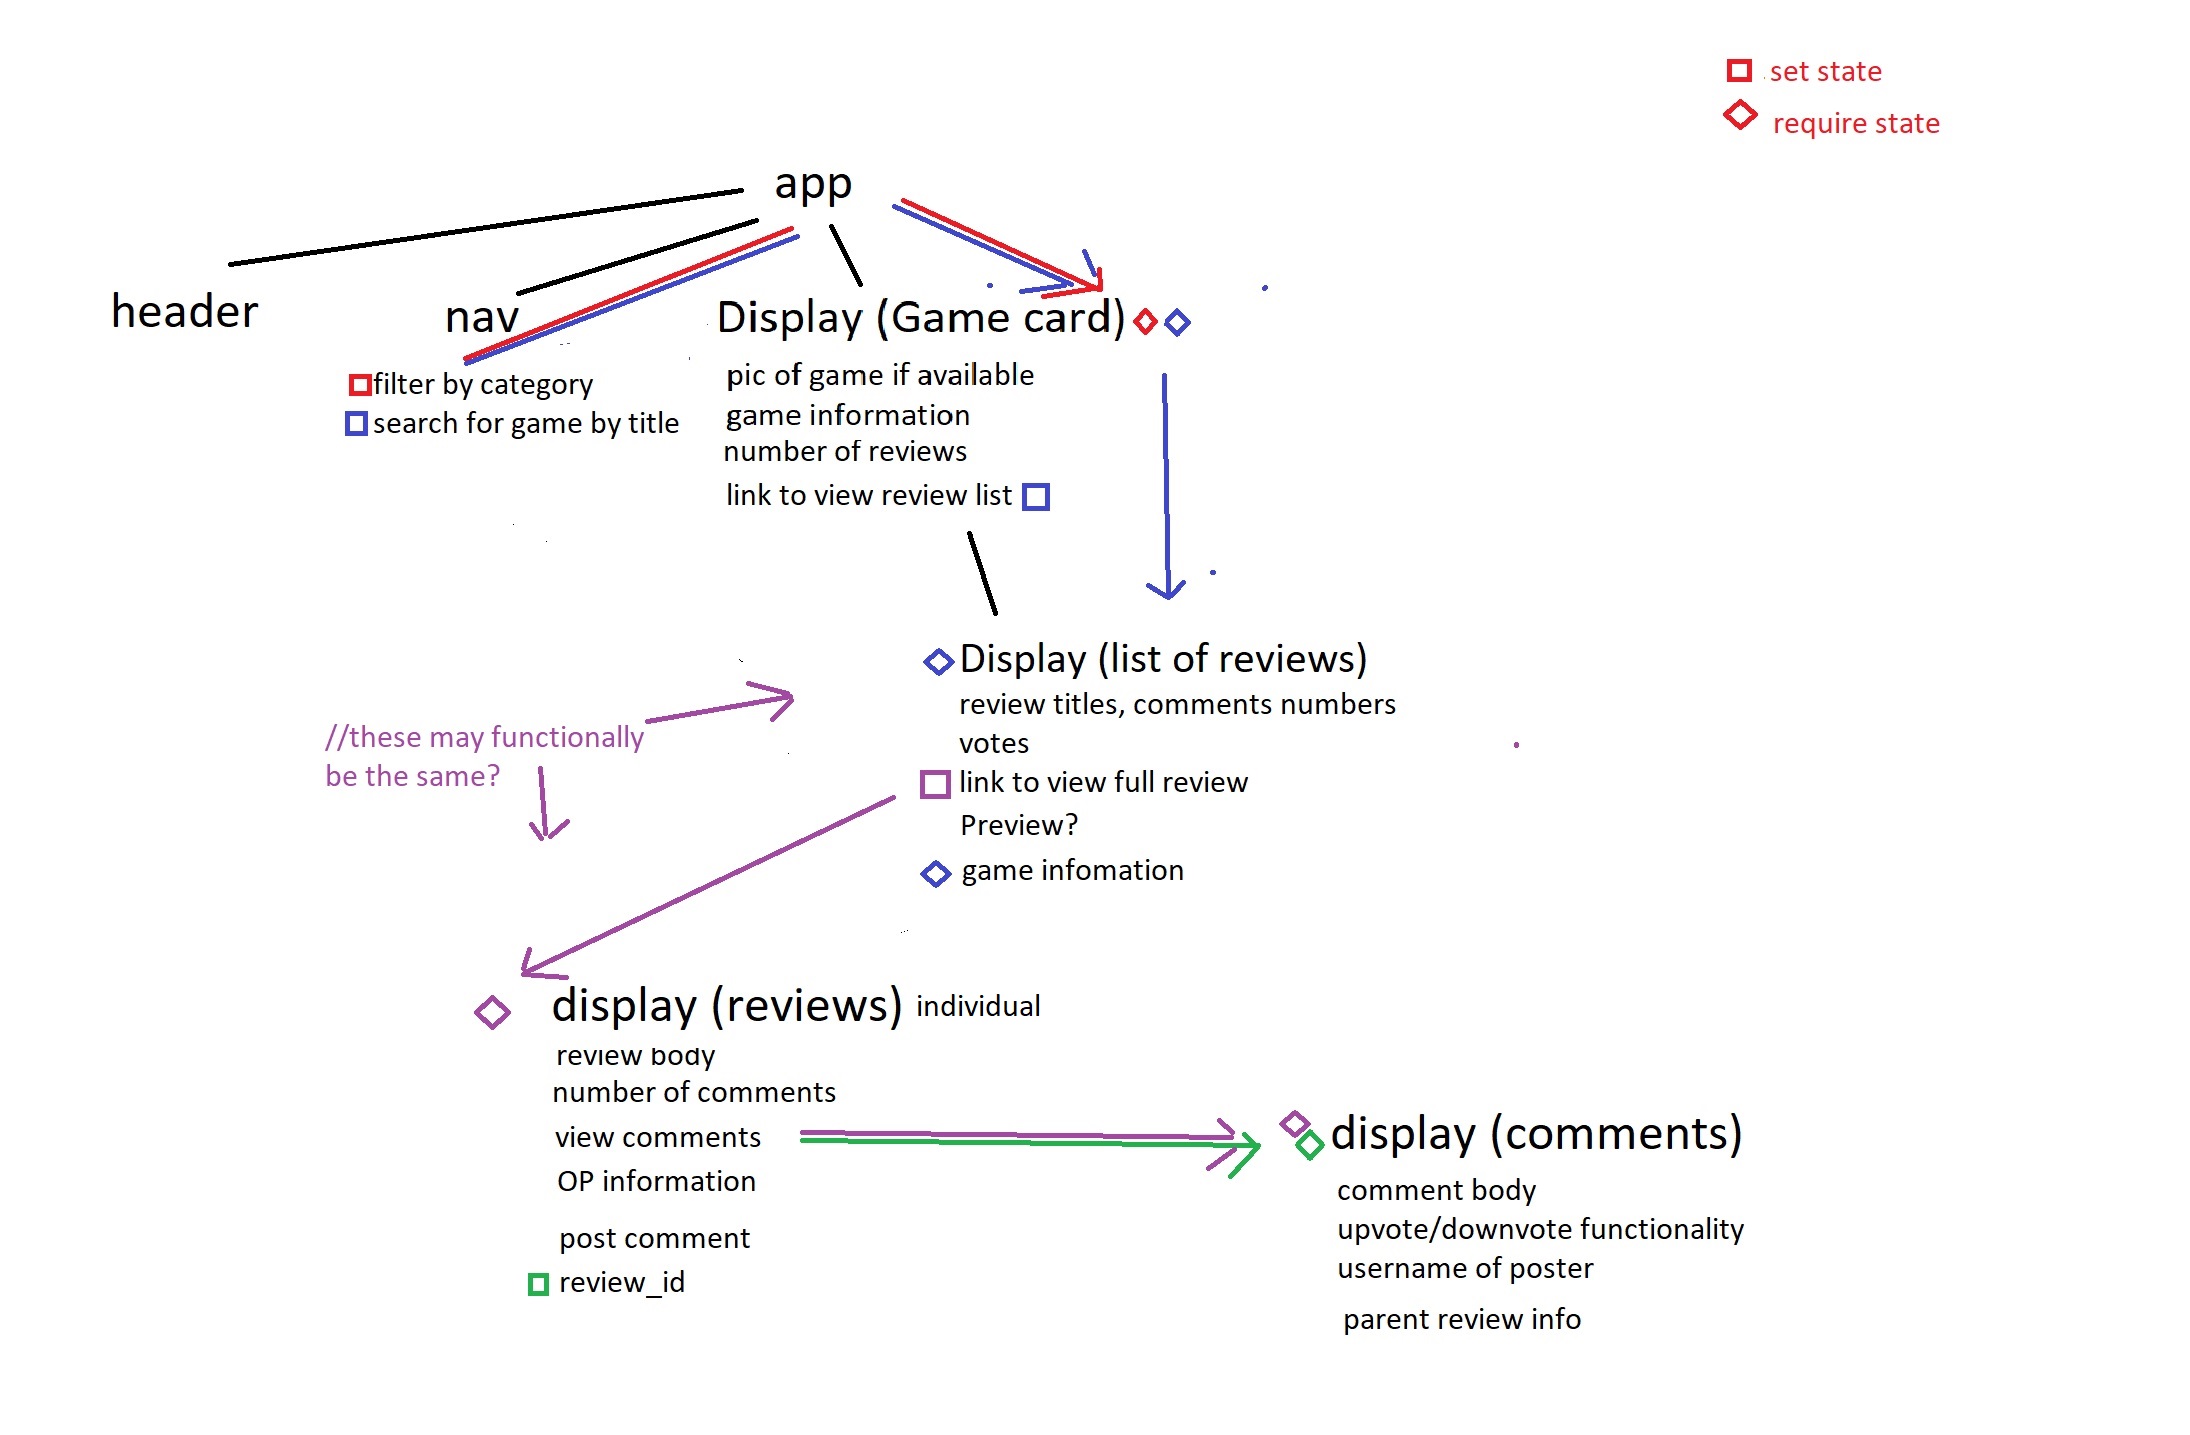 set state
require state
app
header
nav
Display (Game card)
filter by category
search for game by title
pic of game if available
game information
number of reviews
link to view review list
Display (list of reviews)
review titles, comments numbers
votes
link to view full review
Preview?
game infomation
//these may functionally
be the same?
display (reviews) individual
review body
number of comments
view comments
OP information
post comment
review_id
display (comments)
comment body
upvote/downvote functionality
username of poster
parent review info